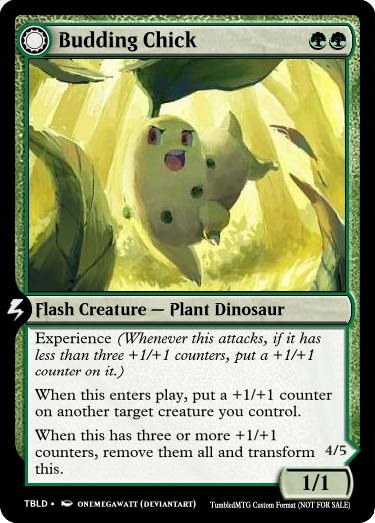 Budding Chick
Flash Creature — Plant Dinosaur
Experience (Whenever this attacks, if it has
less than three +1/+1 counters, put a +1/+1
counter on it.)
When this enters play, put a +1/+1 counter
on another target creature you control.
When this has three or more +1/+1
counters, remove them all and transform
this.
4/5
1/1
TBLD • ONEMEGAWATT (DEVIANTART)
TumbledMTG Custom Format (NOT FOR SALE)